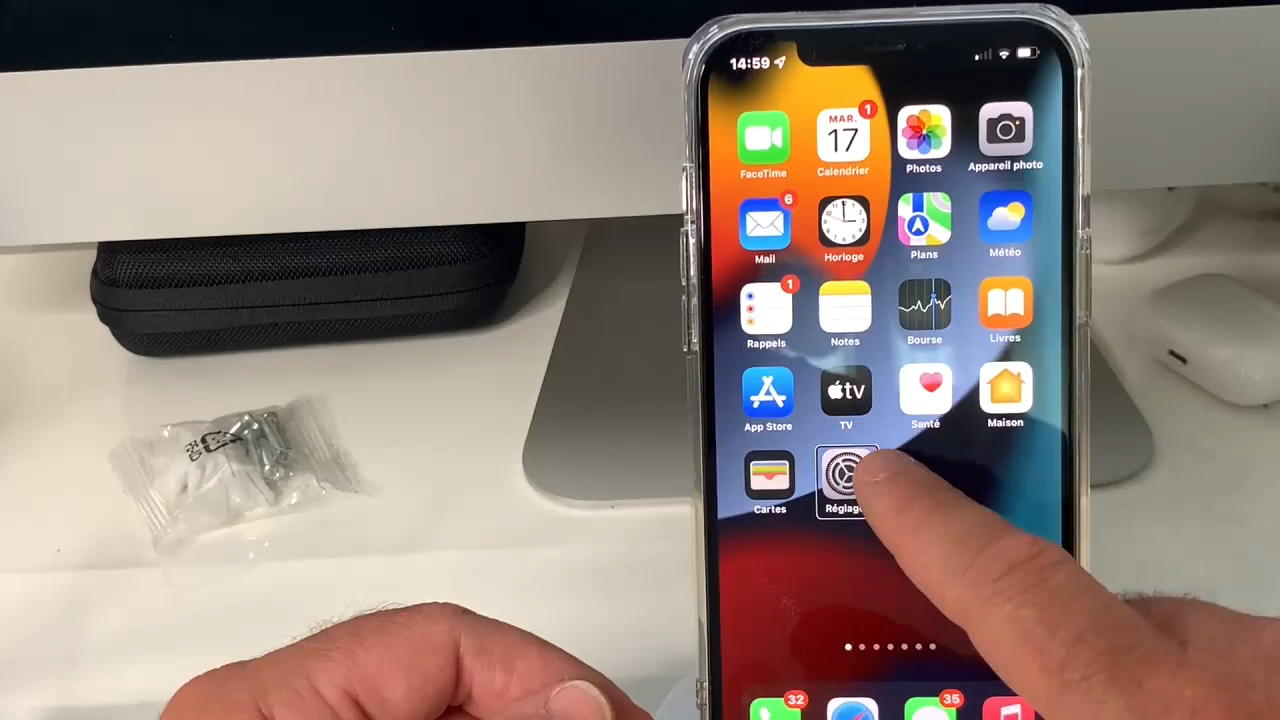 14:59
1
MAR.
17
FaceTime
Calendrier
Photos
Appareil photo
6
Mail
Horloge
Plans
Météo
1
Rappels
Notes
Bourse
Livres
tv
App Store
TV
Santé
Maison
Cartes
Réglag
32
35